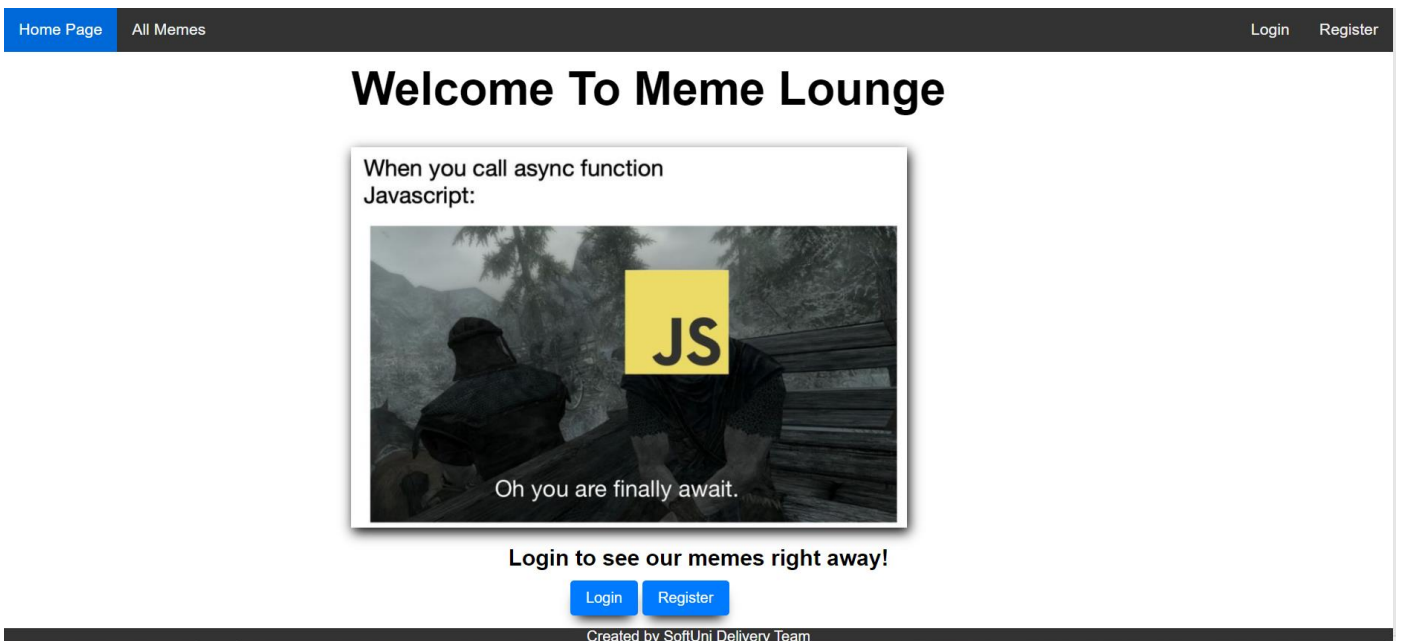 Home Page All Memes Login Register
Welcome To Meme Lounge
When you call async function
Javascript:
JS
Oh you are finally await.
Login to see our memes right away!
Login Register
Created by SoftUni Delivery Team